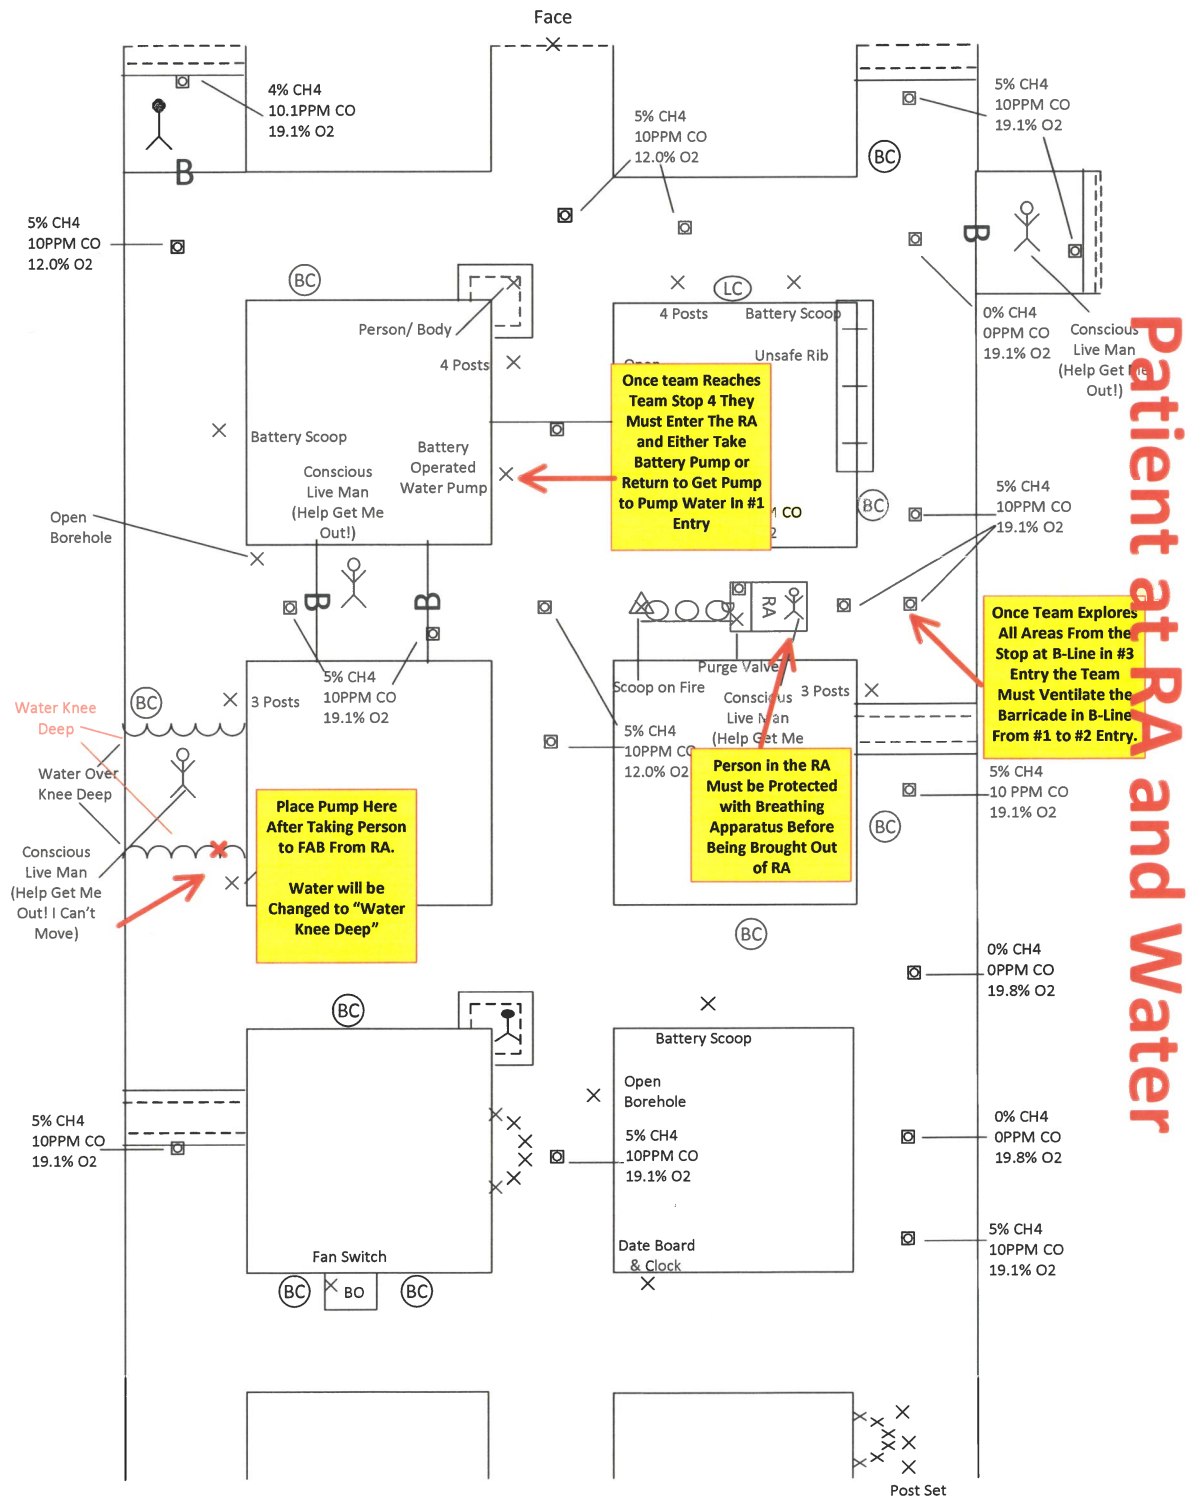 Face
4% CH4
10.1PPM CO
19.1% O2
5% CH4
10PPM CO
12.0% O2
5% CH4
10PPM CO
19.1% O2
BC
B
5% CH4
10PPM CO
12.0% O2
B
BC
LC
Person/ Body
4 Posts
4 Posts
Battery Scoop
Unsafe Rib
0% CH4
0PPM CO
19.1% O2
Conscious
Live Man
(Help Get Me
Out!)
Patient at RA and Water
Once team Reaches
Team Stop 4 They
Must Enter The RA
and Either Take
Battery Pump or
Return to Get Pump
to Pump Water In #1
Entry
CO
2
Battery Scoop
Battery
Operated
Water Pump
Conscious
Live Man
(Help Get Me
Out!)
BC
5% CH4
10PPM CO
19.1% O2
Open
Borehole
B
B
RA
Once Team Explores
All Areas From the
Stop at B-Line in #3
Entry the Team
Must Ventilate the
Barricade in B-Line
From #1 to #2 Entry.
Purge Valve
Scoop on Fire
Conscious
Live Man
(Help Get Me
3 Posts
5% CH4
10PPM CO
19.1% O2
BC
3 Posts
Water Knee
Deep
5% CH4
10PPM CO
12.0% O2
Water Over
Knee Deep
Person in the RA
Must be Protected
with Breathing
Apparatus Before
Being Brought Out
of RA
5% CH4
10 PPM CO
19.1% O2
BC
Place Pump Here
After Taking Person
to FAB From RA.
Water will be
Changed to “Water
Knee Deep”
Conscious
Live Man
(Help Get Me
Out! I Can’t
Move)
BC
0% CH4
0PPM CO
19.8% O2
BC
Battery Scoop
Open
Borehole
5% CH4
10PPM CO
19.1% O2
5% CH4
10PPM CO
19.1% O2
0% CH4
0PPM CO
19.8% O2
Fan Switch
Date Board
& Clock
5% CH4
10PPM CO
19.1% O2
BC
BO
BC
Post Set